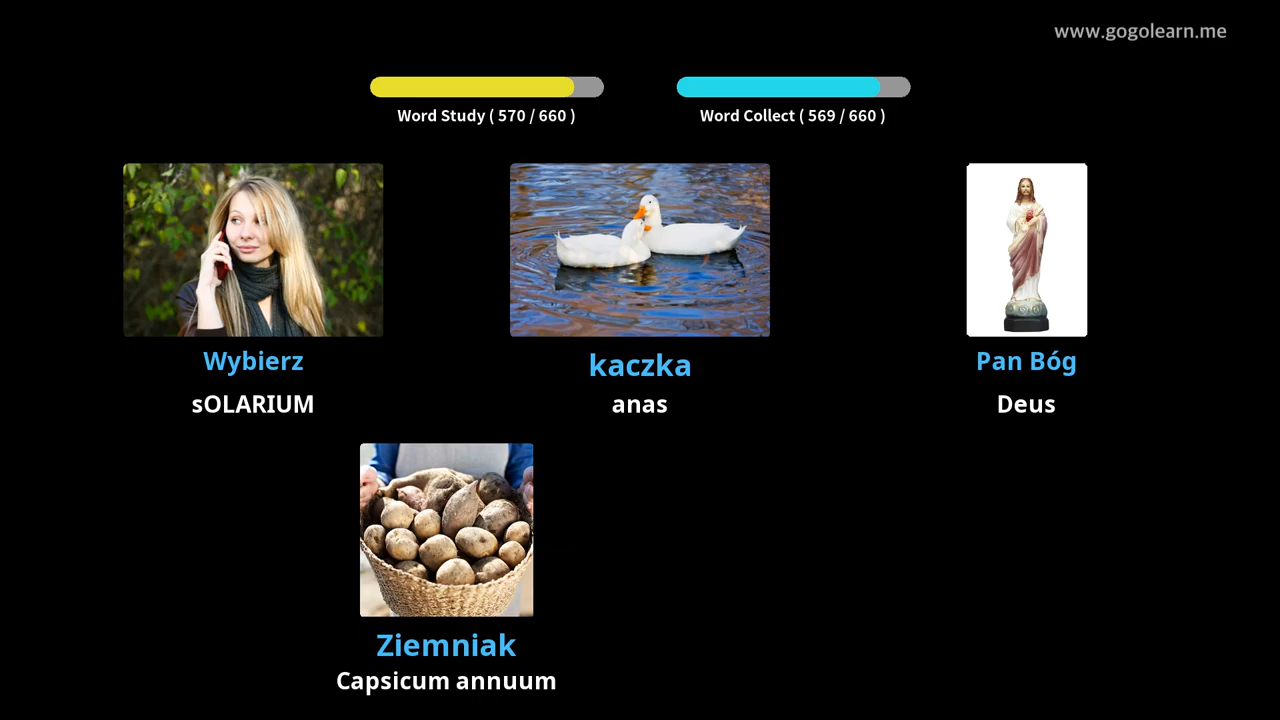 www.gogolearn.me
Word Study ( 570 / 660 )
Word Collect ( 569 / 660 )
Wybierz
kaczka
Pan Bóg
sOLARIUM
anas
Deus
Ziemniak
Capsicum annuum